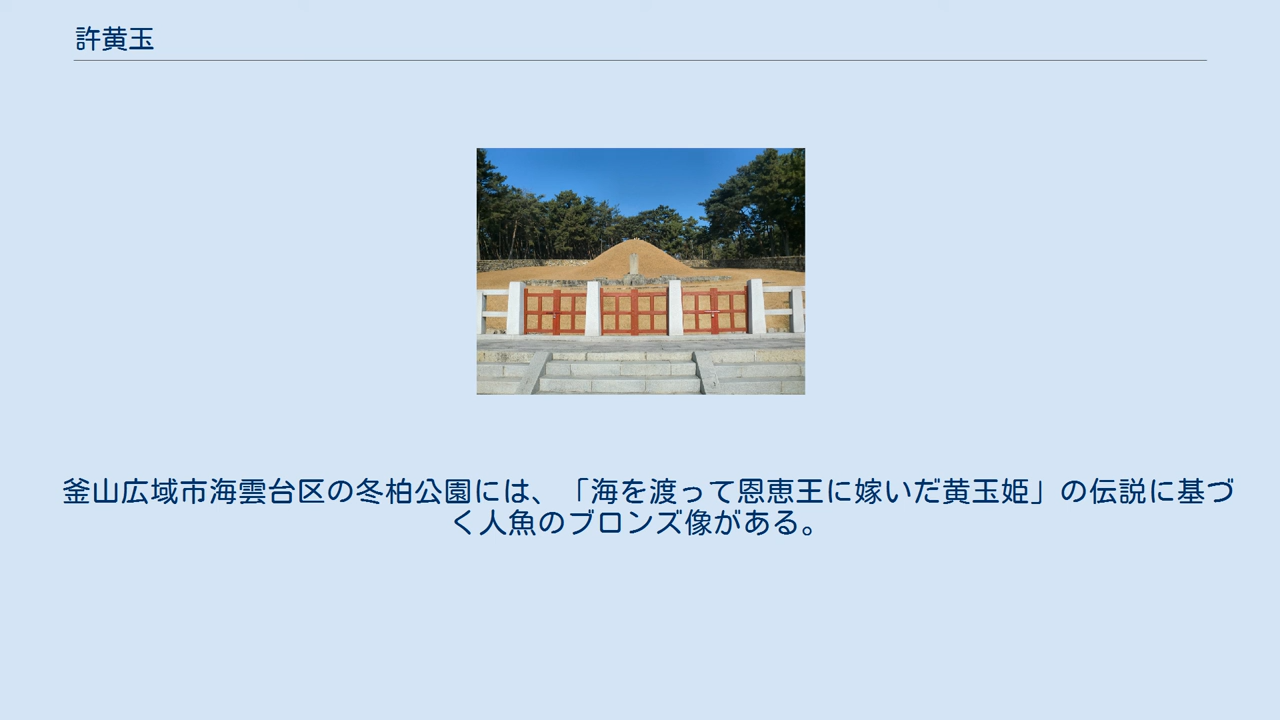 許黄玉
釜山広域市海雲台区の冬柏公園には、「海を渡って恩恵王に嫁いだ黄玉姫」の伝説に基づ
く人魚のブロンズ像がある。